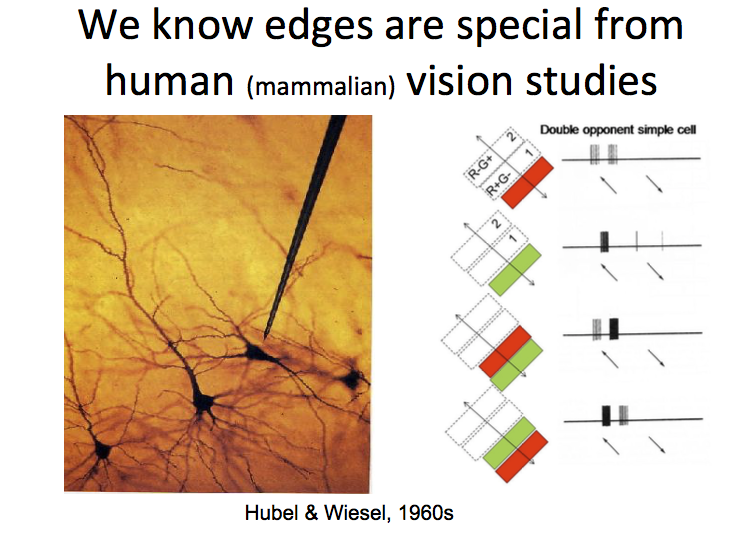 We know edges are special from
human (mammalian) vision studies
Double opponent simple cell
R-G+ 2
R+G- 1
2
1
Hubel & Wiesel, 1960s